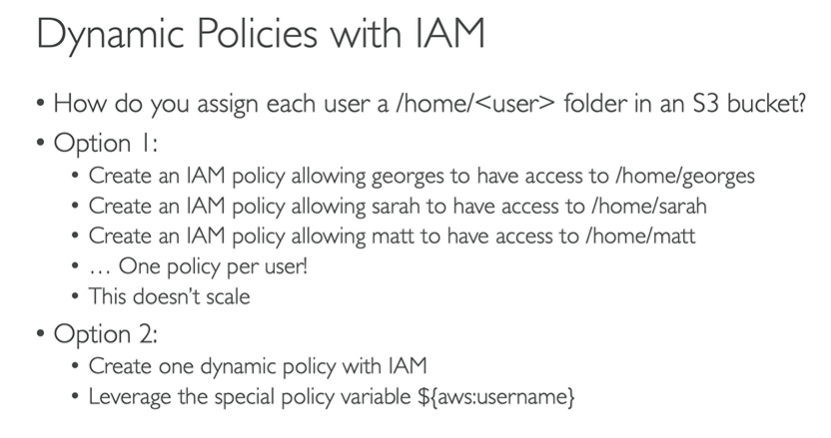 Dynamic Policies with IAM
• How do you assign each user a /home/<user> folder in an S3 bucket?
• Option 1:
• Create an IAM policy allowing georges to have access to /home/georges
• Create an IAM policy allowing sarah to have access to /home/sarah
• Create an IAM policy allowing matt to have access to /home/matt
• … One policy per user!
• This doesn't scale
• Option 2:
• Create one dynamic policy with IAM
• Leverage the special policy variable ${aws:username}